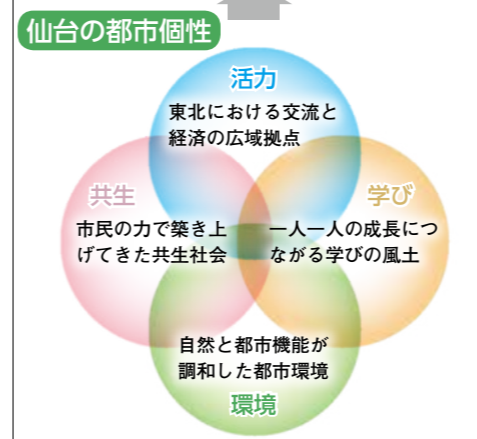 仙台の都市個性
活力
東北における交流と
経済の広域拠点
共生
市民の力で築き上
げてきた共生社会
学び
一人一人の成長につ
ながる学びの風土
自然と都市機能が
調和した都市環境
環境